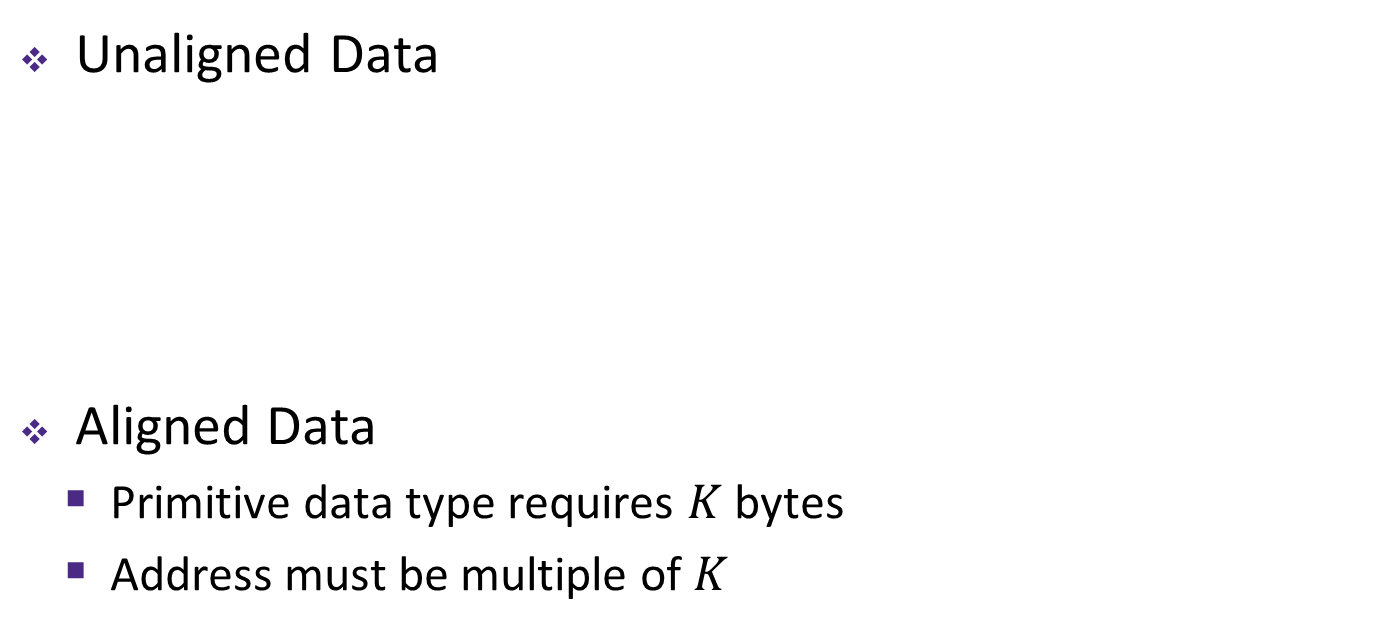 ❖ Unaligned Data
❖ Aligned Data
▪ Primitive data type requires K bytes
▪ Address must be multiple of K